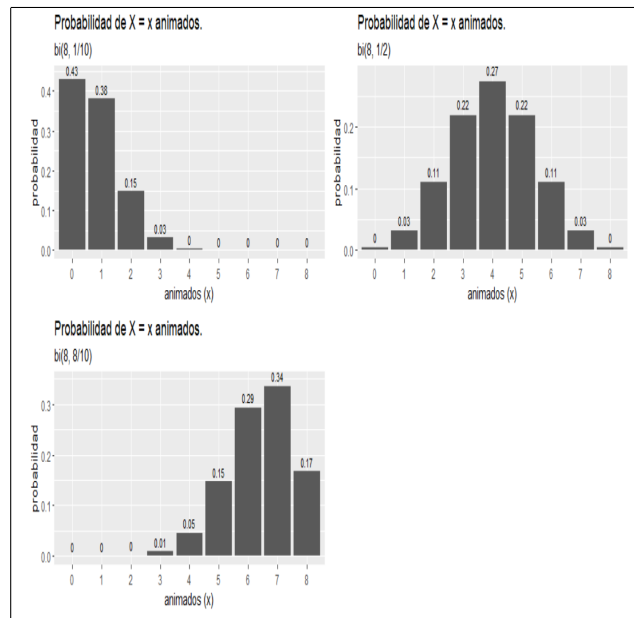 Probabilidad de X = x animados.
bi(8, 1/10)
probabilidad
0.4
0.3
0.2
0.1
0.0
0.43
0.38
0.15
0.03
0
0
0
0
0
0 1 2 3 4 5 6 7 8
animados (x)
Probabilidad de X = x animados.
bi(8, 1/2)
probabilidad
0.2
0.1
0.0
0
0.03
0.11
0.22
0.27
0.22
0.11
0.03
0
0 1 2 3 4 5 6 7 8
animados (x)
Probabilidad de X = x animados.
bi(8, 8/10)
probabilidad
0.3
0.2
0.1
0.0
0
0
0
0.01
0.05
0.15
0.29
0.34
0.17
0 1 2 3 4 5 6 7 8
animados (x)